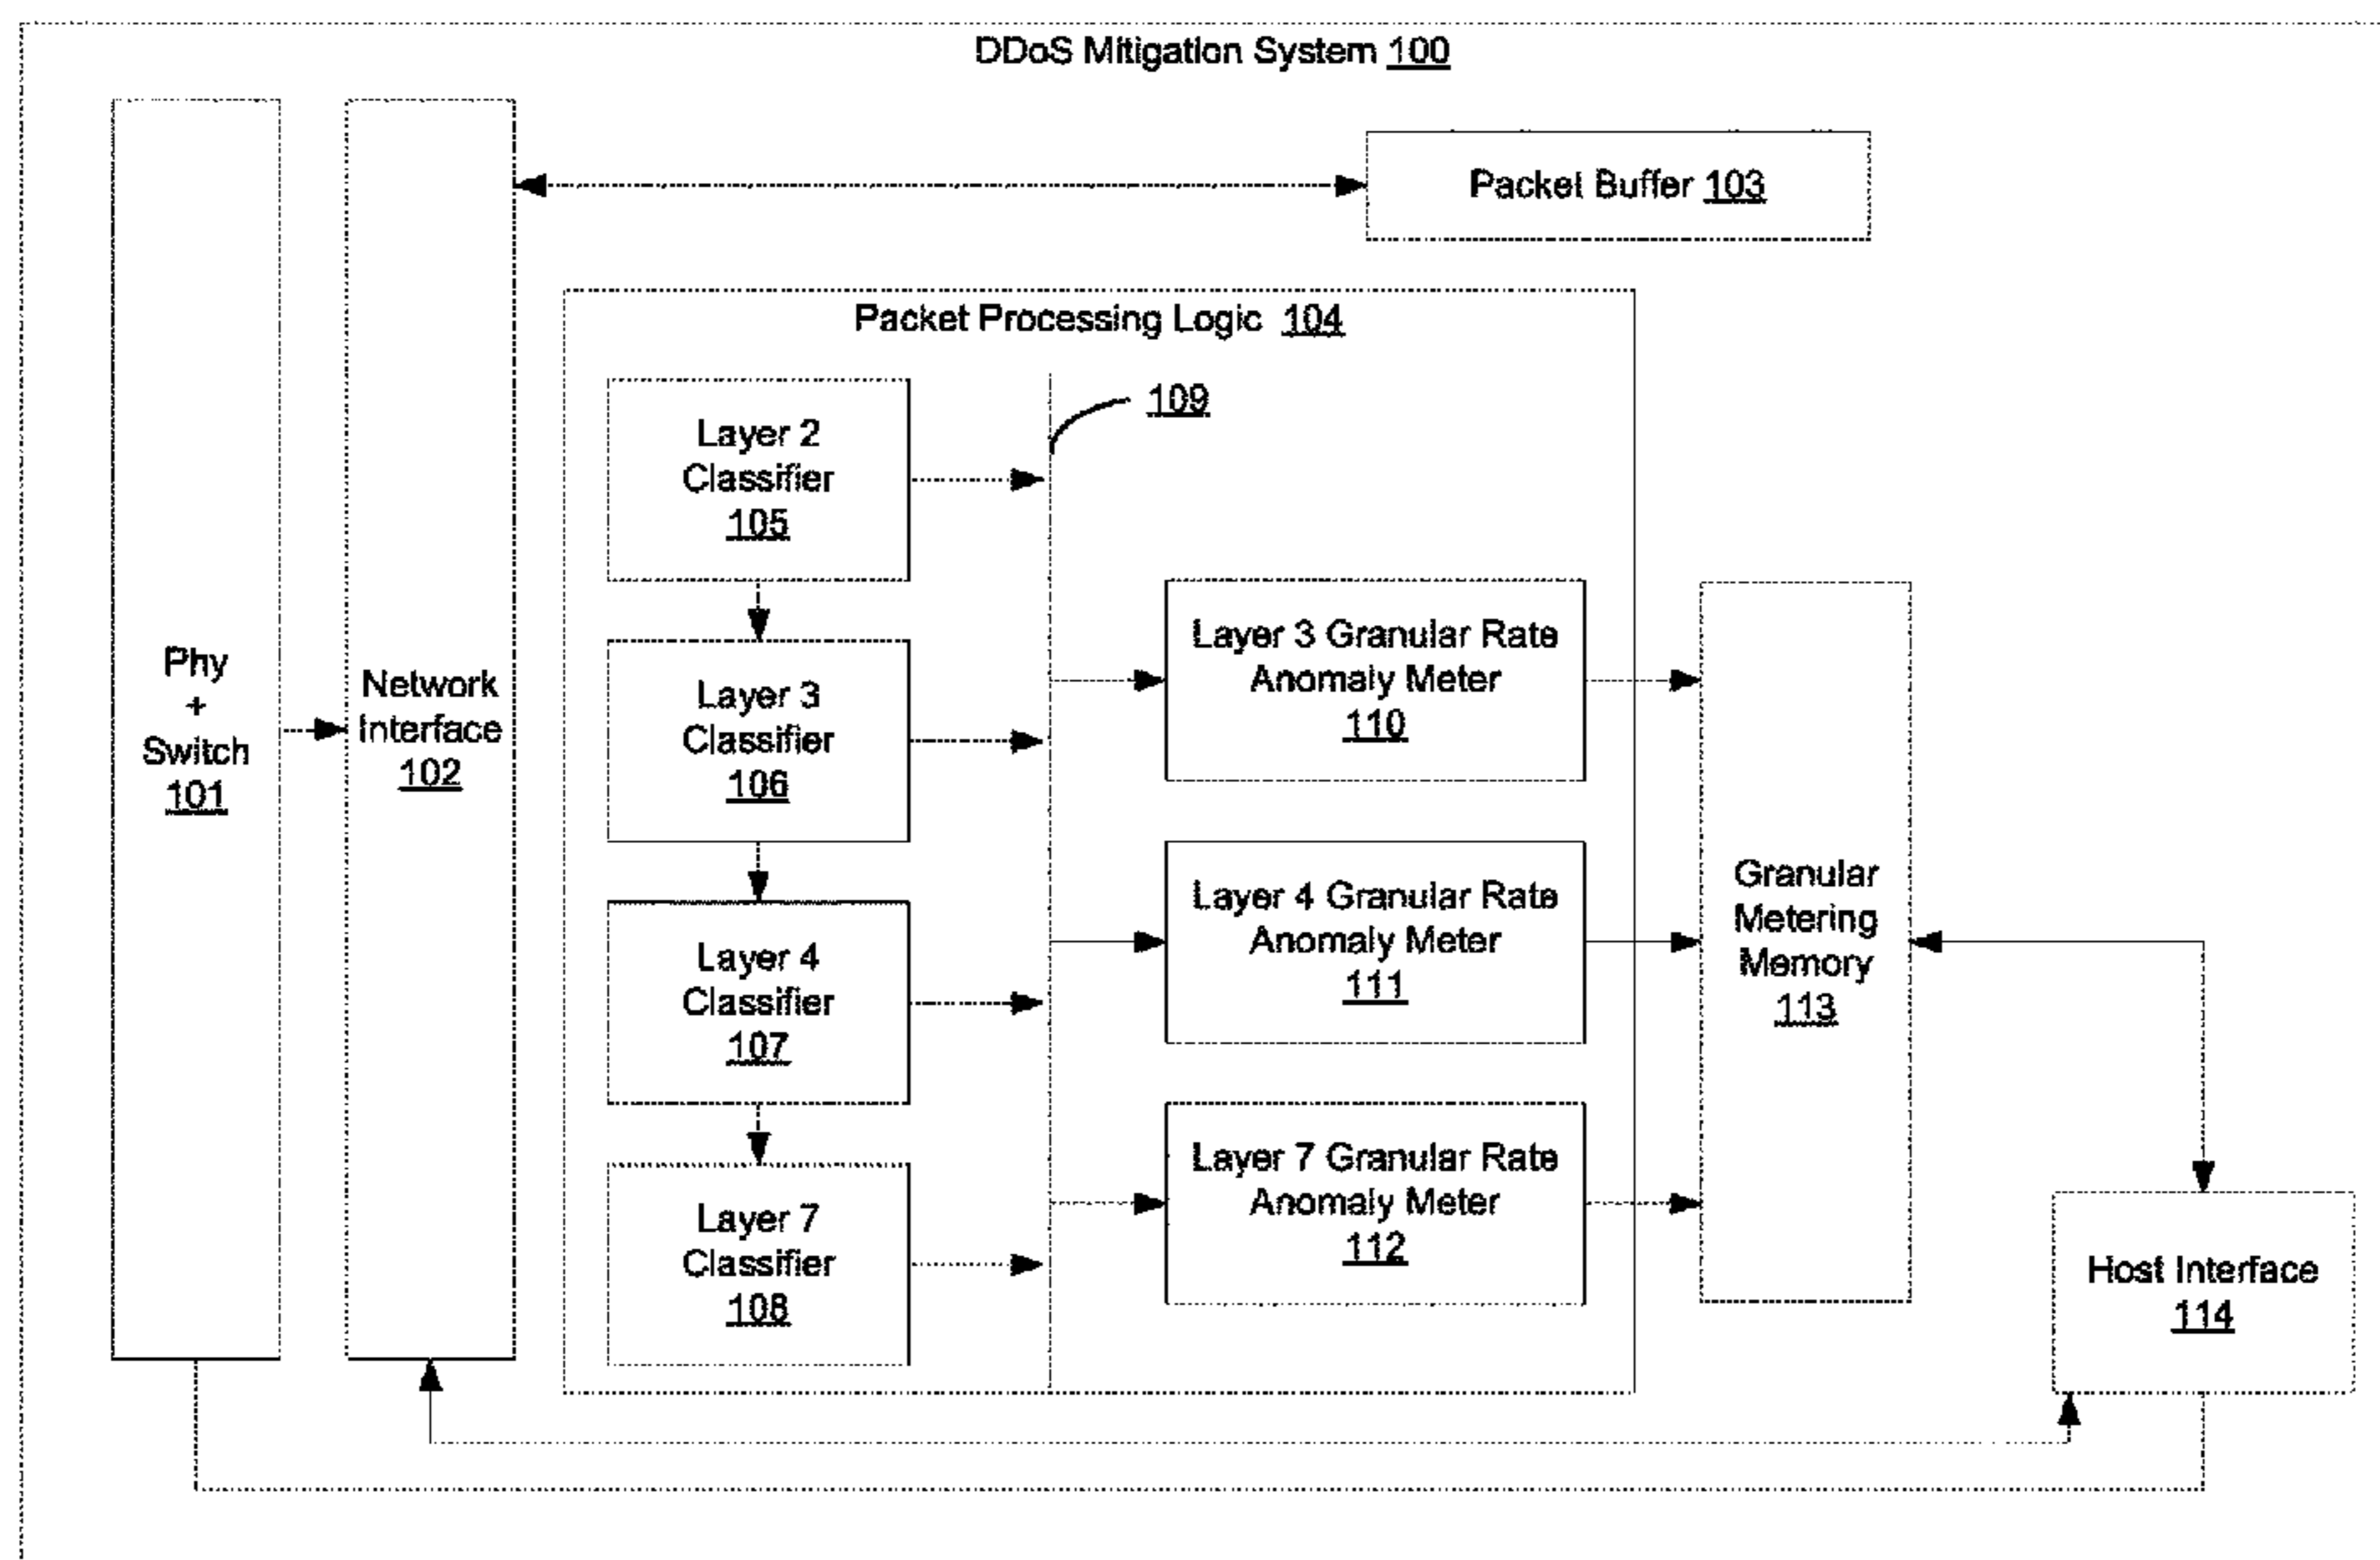 DDoS Mitigation System 100
Packet Buffer 103
Packet Processing Logic 104
109
Phy
+
Switch
101
Network
Interface
102
Layer 2
Classifier
105
Layer 3
Classifier
106
Layer 4
Classifier
107
Layer 7
Classifier
108
Layer 3 Granular Rate
Anomaly Meter
110
Layer 4 Granular Rate
Anomaly Meter
111
Layer 7 Granular Rate
Anomaly Meter
112
Granular
Metering
Memory
113
Host Interface
114